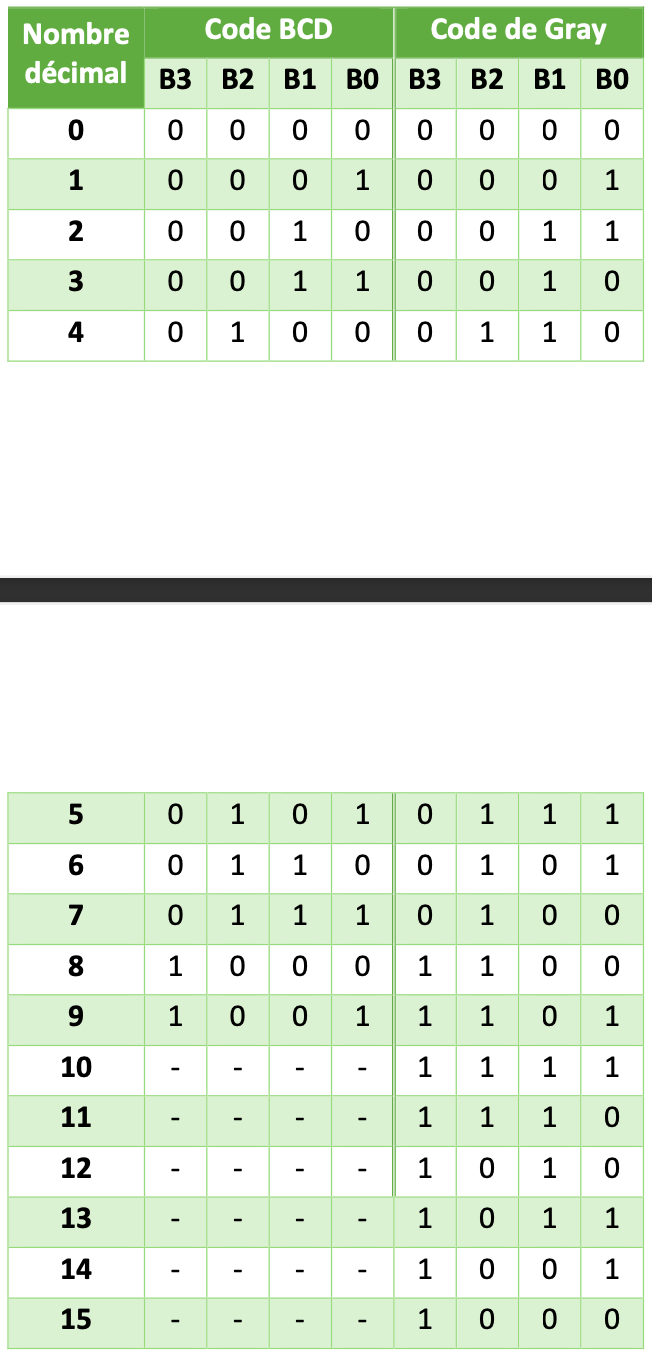 Nombre décimal Code BCD Code de Gray
B3 B2 B1 B0 B3 B2 B1 B0
0 0 0 0 0 0 0 0 0
1 0 0 0 1 0 0 0 1
2 0 0 1 0 0 0 1 1
3 0 0 1 1 0 0 1 0
4 0 1 0 0 0 1 1 0
5 0 1 0 1 0 1 1 1
6 0 1 1 0 0 1 0 1
7 0 1 1 1 0 1 0 0
8 1 0 0 0 1 1 0 0
9 1 0 0 1 1 1 0 1
10 - - - - 1 1 1 1
11 - - - - 1 1 1 0
12 - - - - 1 0 1 0
13 - - - - 1 0 1 1
14 - - - - 1 0 0 1
15 - - - - 1 0 0 0